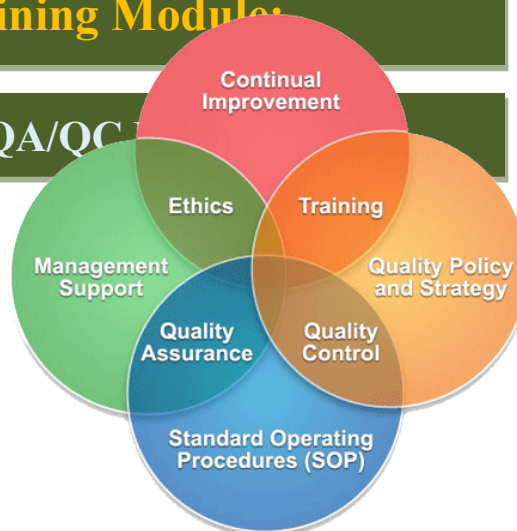 ining Module:
QA/QC
Continual
Improvement
Ethics
Training
Management
Support
Quality Policy
and Strategy
Quality
Assurance
Quality
Control
Standard Operating
Procedures (SOP)